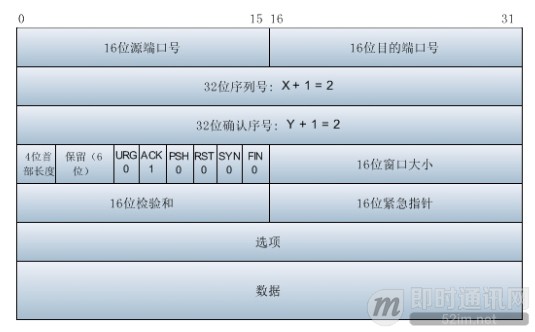 0 15 16 31
16位源端口号 16位目的端口号
32位序列号: X + 1 = 2
32位确认序号: Y + 1 = 2
4位首部长度 保留（6位） URG 0 ACK 1 PSH 0 RST 0 SYN 0 FIN 0 16位窗口大小
16位检验和 16位紧急指针
选项
数据
即时通讯网
52im.net